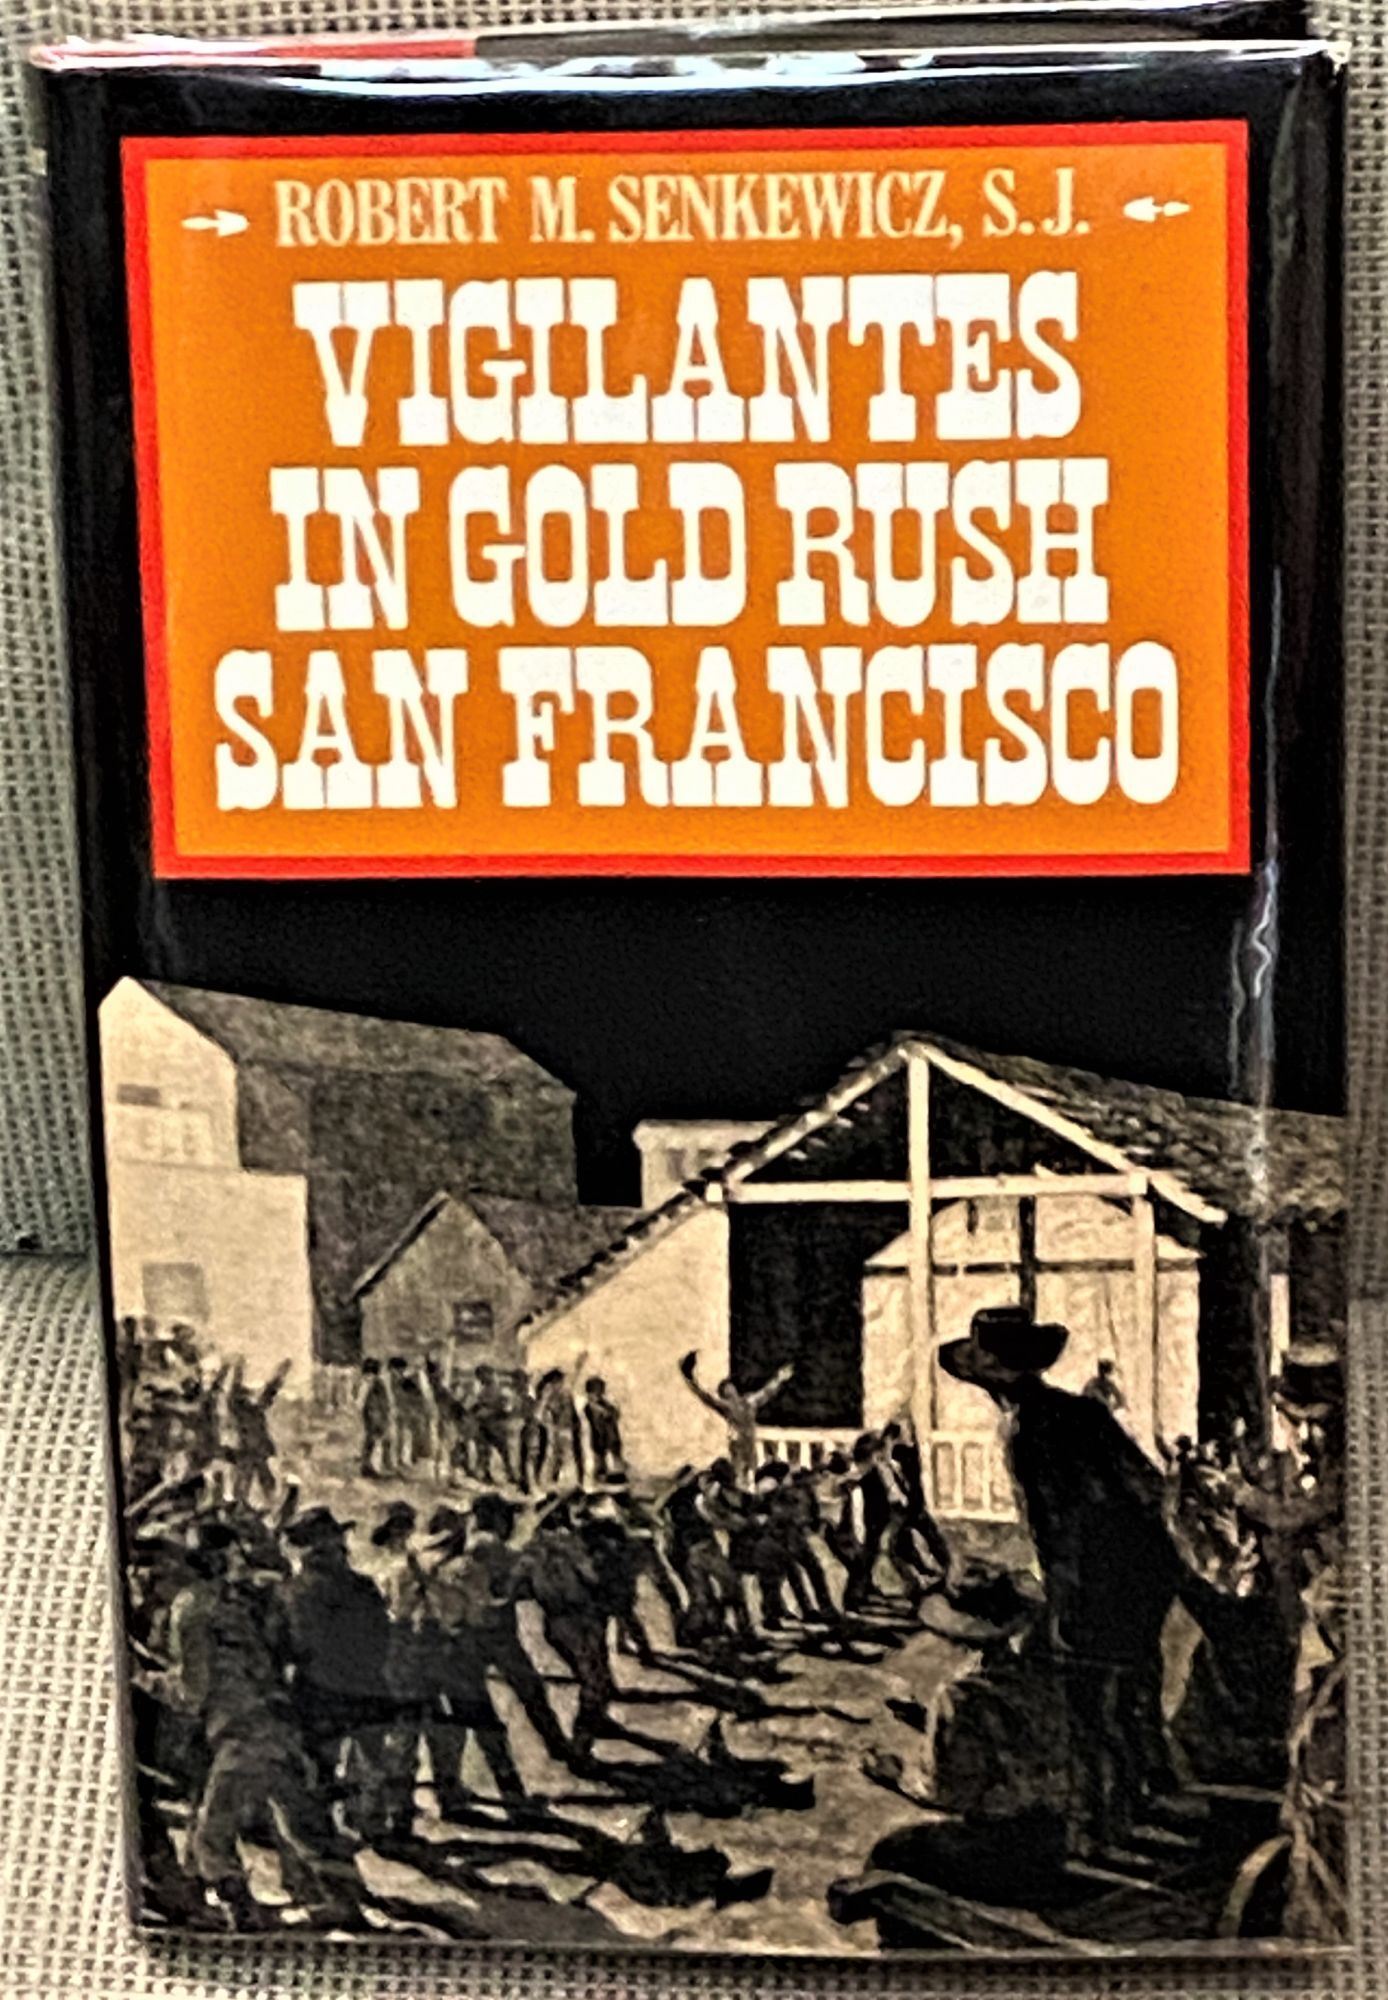 ROBERT M. SENKEWICZ, S.J.
VIGILANTES
IN GOLD RUSH
SAN FRANCISCO